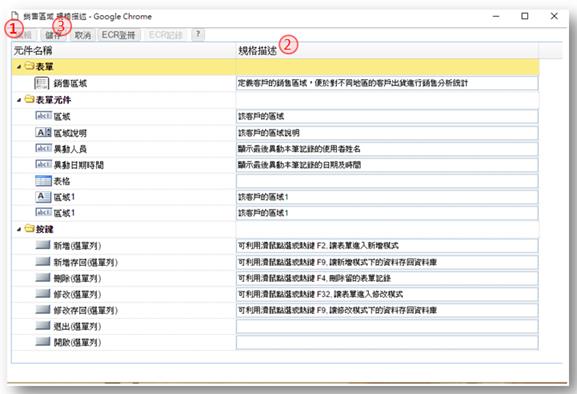 銷售區域 規格描述 - Google Chrome
1 3
編輯 儲存 取消 ECR登冊 ECR記錄 ?
元件名稱 規格描述 2
表單
銷售區域 定義客戶的銷售區域，便於對不同地區的客戶出貨進行銷售分析統計
表單元件
區域 該客戶的區域
區域說明 該客戶的區域說明
異動人員 顯示最後異動本筆記錄的使用者姓名
異動日期時間 顯示最後異動本筆記錄的日期及時間
表格
區域1 該客戶的區域1
區域1 該客戶的區域1
按鍵
新增(選單列) 可利用滑鼠點選或熱鍵 F2, 讓表單進入新增模式
新增存回(選單列) 可利用滑鼠點選或熱鍵 F9, 讓新增模式下的資料存回資料庫
刪除(選單列) 可利用滑鼠點選或熱鍵 F4, 刪除留的表單記錄
修改(選單列) 可利用滑鼠點選或熱鍵 F32, 讓表單進入修改模式
修改存回(選單列) 可利用滑鼠點選或熱鍵 F9, 讓修改模式下的資料存回資料庫
退出(選單列)
開啟(選單列)